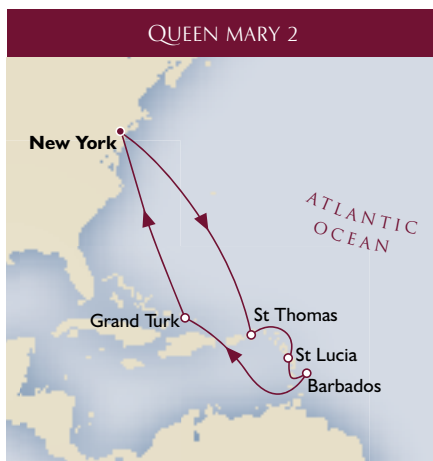 QUEEN MARY 2
New York
ATLANTIC
OCEAN
St Thomas
Grand Turk
St Lucia
Barbados